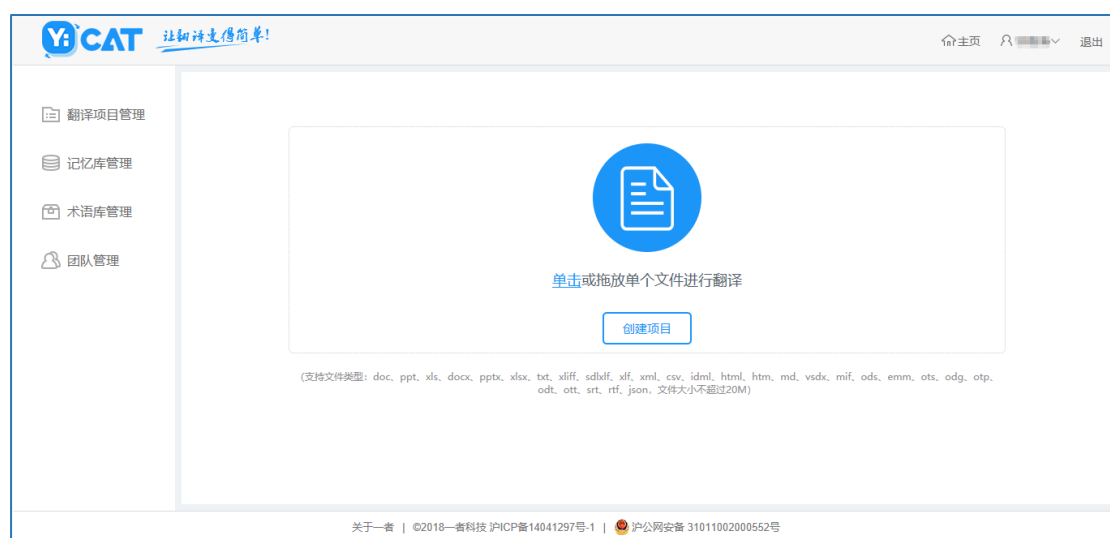 Yi CAT 让翻译变得简单!
主页 退出
翻译项目管理
记忆库管理
术语库管理
团队管理
单击或拖放单个文件进行翻译
创建项目
(支持文件类型：doc、ppt、xls、docx、pptx、xlsx、txt、xliff、sdlxlf、xlf、xml、csv、idml、html、htm、md、vsdx、mif、ods、emm、ots、odg、otp、
odt、ott、srt、rtf、json，文件大小不超过20M)
关于一者 | ©2018一者科技 沪ICP备14041297号-1 | 沪公网安备 31011002000552号